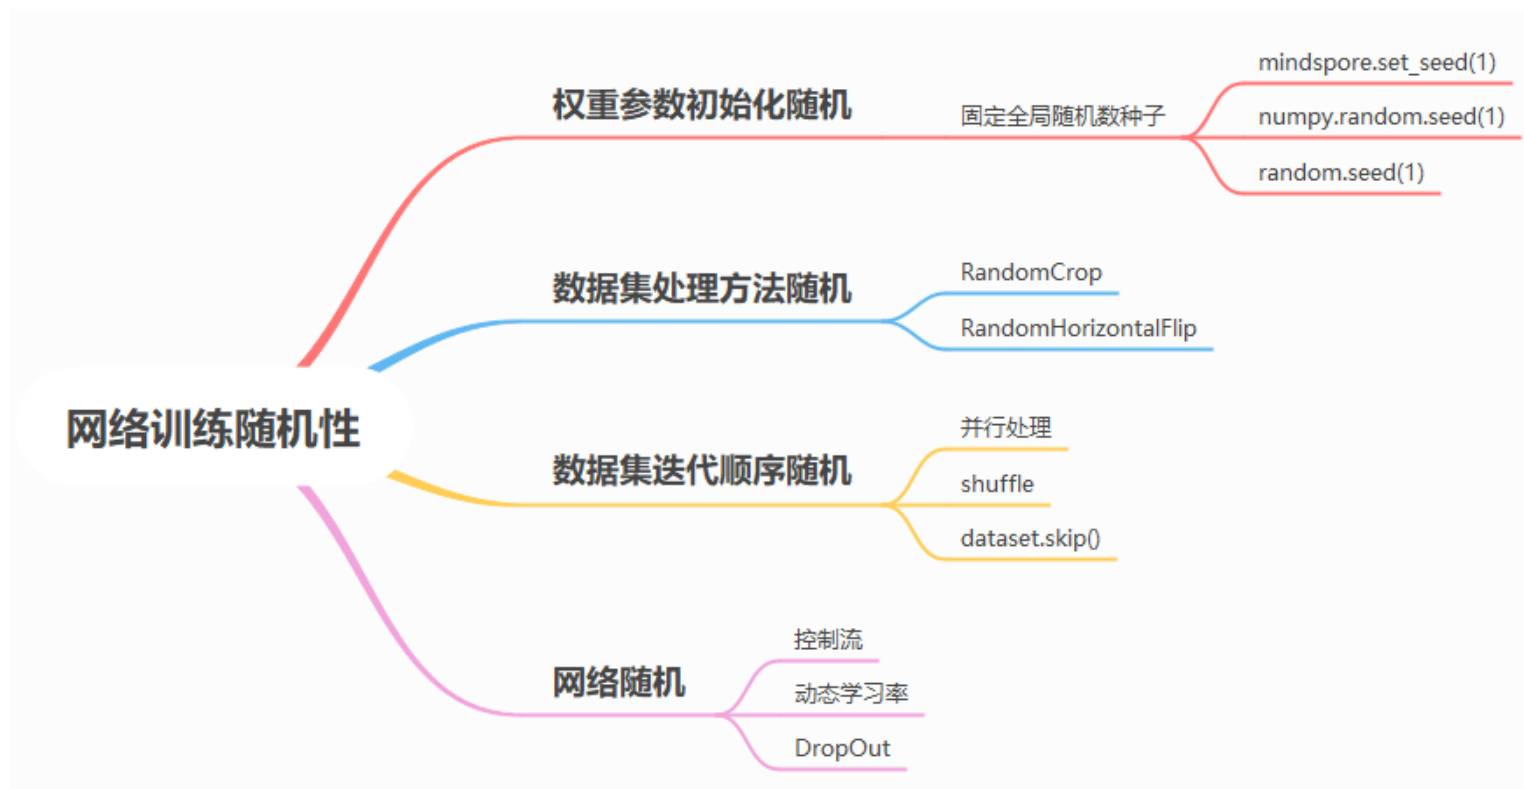 网络训练随机性
权重参数初始化随机
固定全局随机数种子
mindspore.set_seed(1)
numpy.random.seed(1)
random.seed(1)
数据集处理方法随机
RandomCrop
RandomHorizontalFlip
数据集迭代顺序随机
并行处理
shuffle
dataset.skip()
网络随机
控制流
动态学习率
DropOut